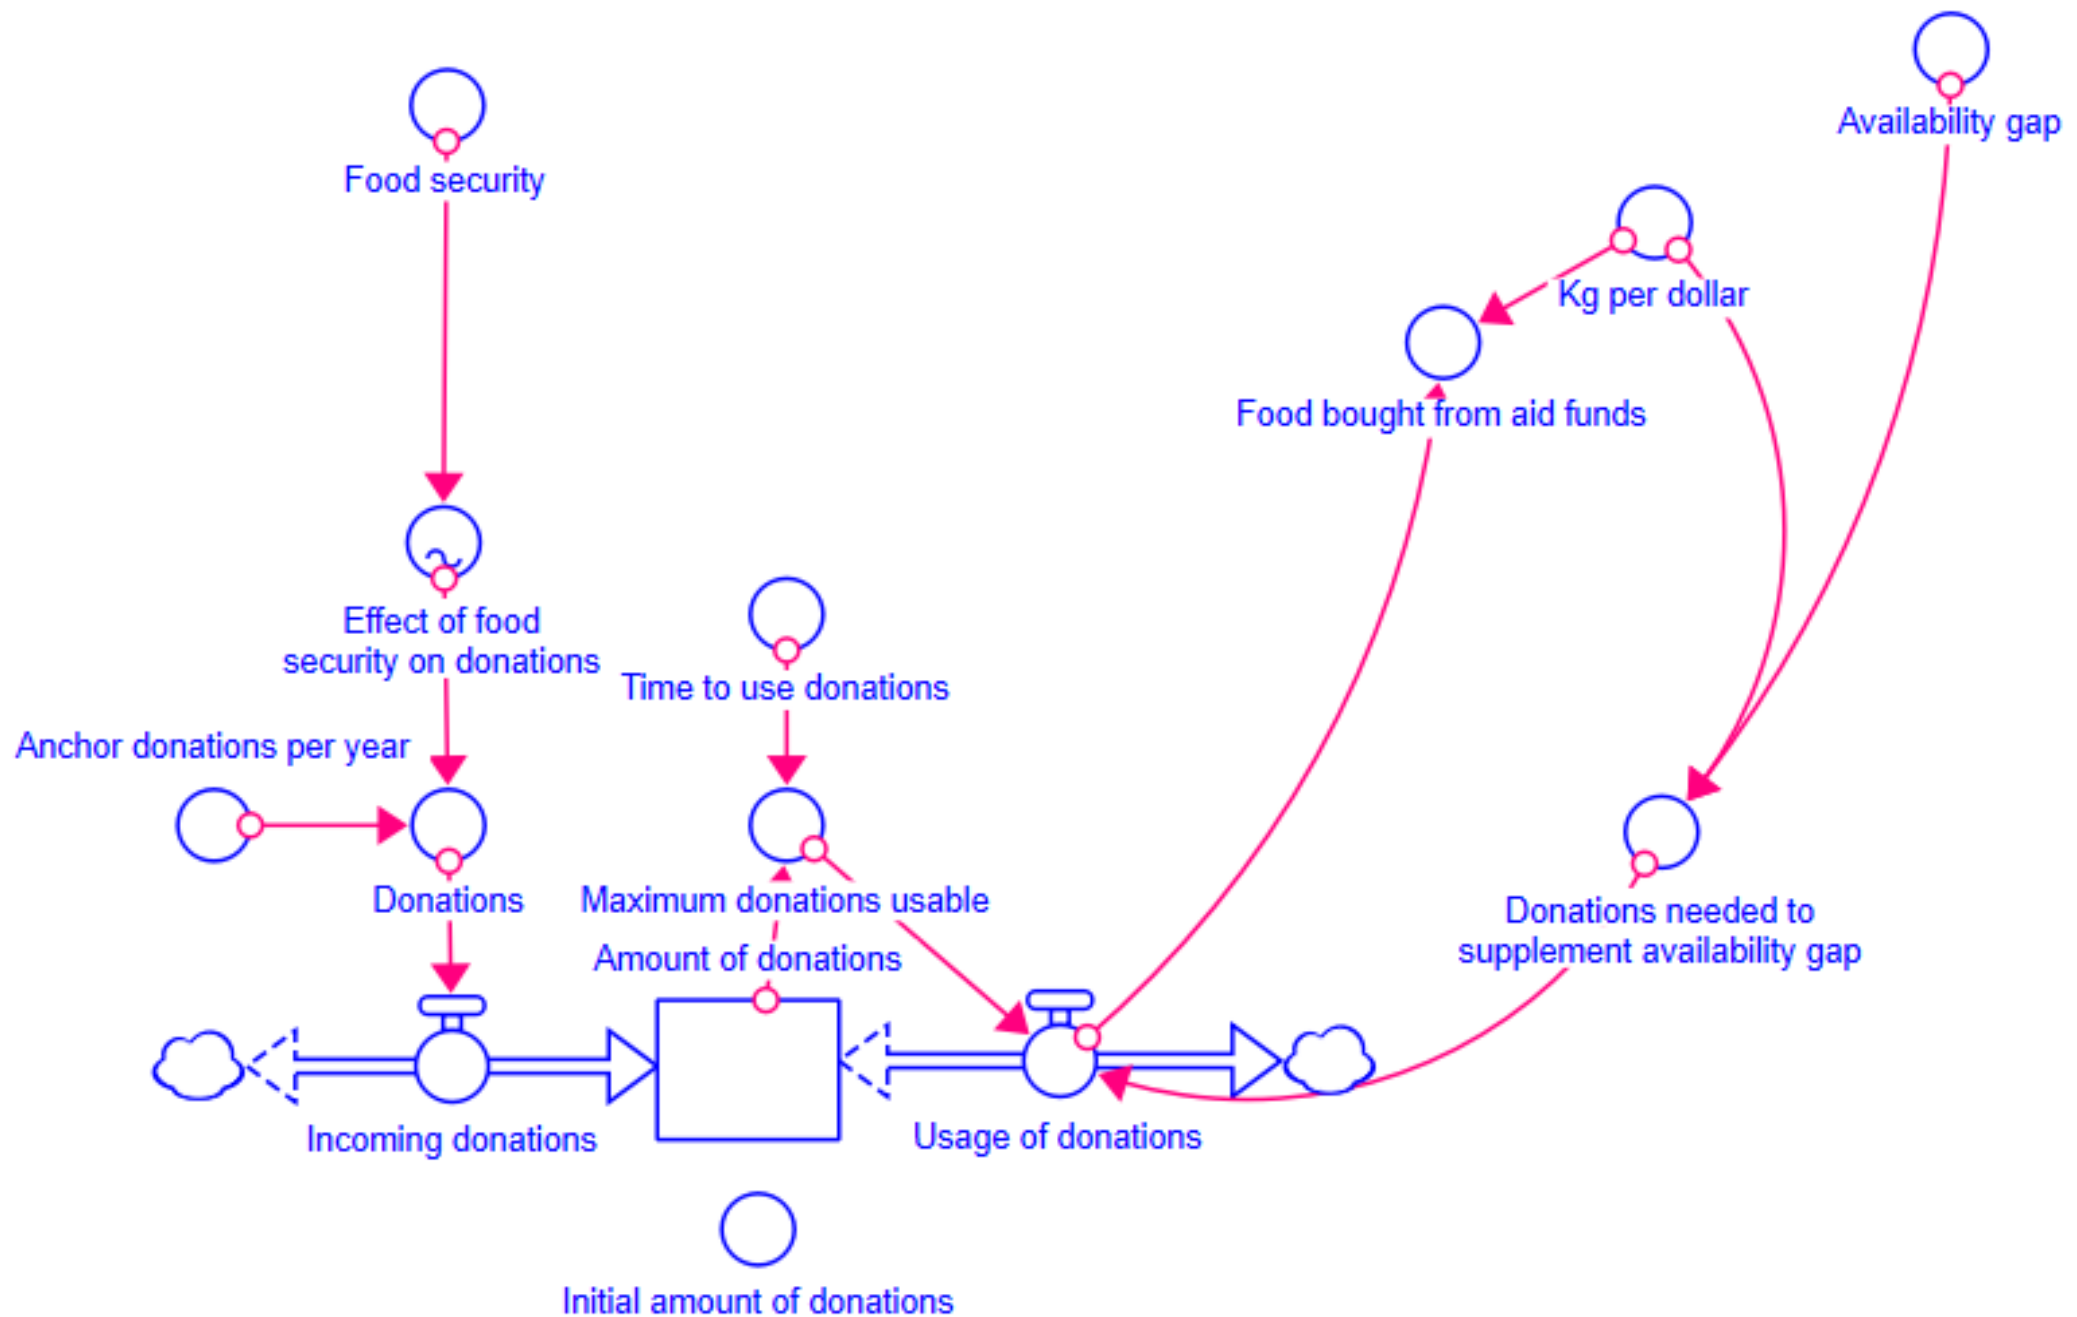 Availability gap
Food security
Kg per dollar
Food bought from aid funds
Effect of food
security on donations
Time to use donations
Anchor donations per year
Donations
Maximum donations usable
Donations needed to
supplement availability gap
Amount of donations
Incoming donations
Usage of donations
Initial amount of donations